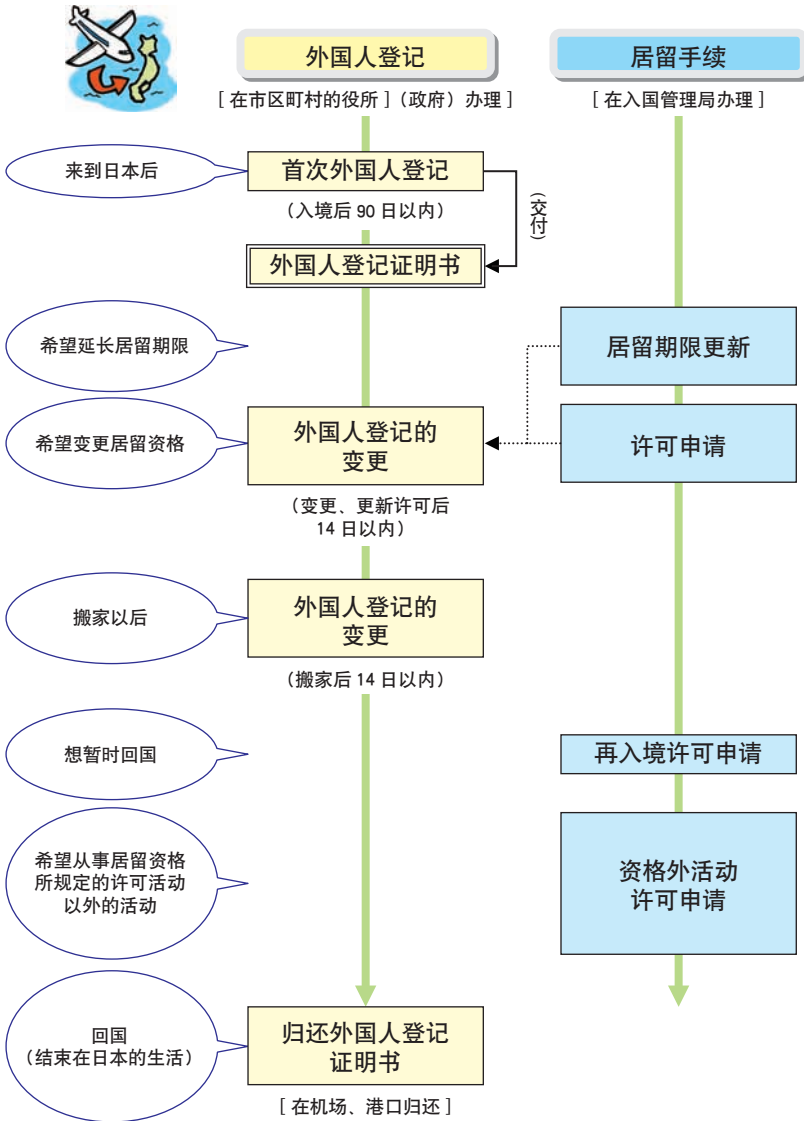 外国人登记
居留手续
[ 在市区町村的役所 ]（政府）办理 ]
[ 在入国管理局办理 ]
来到日本后
首次外国人登记
（入境后 90 日以内）
（交付）
外国人登记证明书
希望延长居留期限
居留期限更新
希望变更居留资格
外国人登记的
变更
许可申请
（变更、更新许可后
14 日以内）
搬家以后
外国人登记的
变更
（搬家后 14 日以内）
想暂时回国
再入境许可申请
希望从事居留资格
所规定的许可活动
以外的活动
资格外活动
许可申请
回国
（结束在日本的生活）
归还外国人登记
证明书
[ 在机场、港口归还 ]